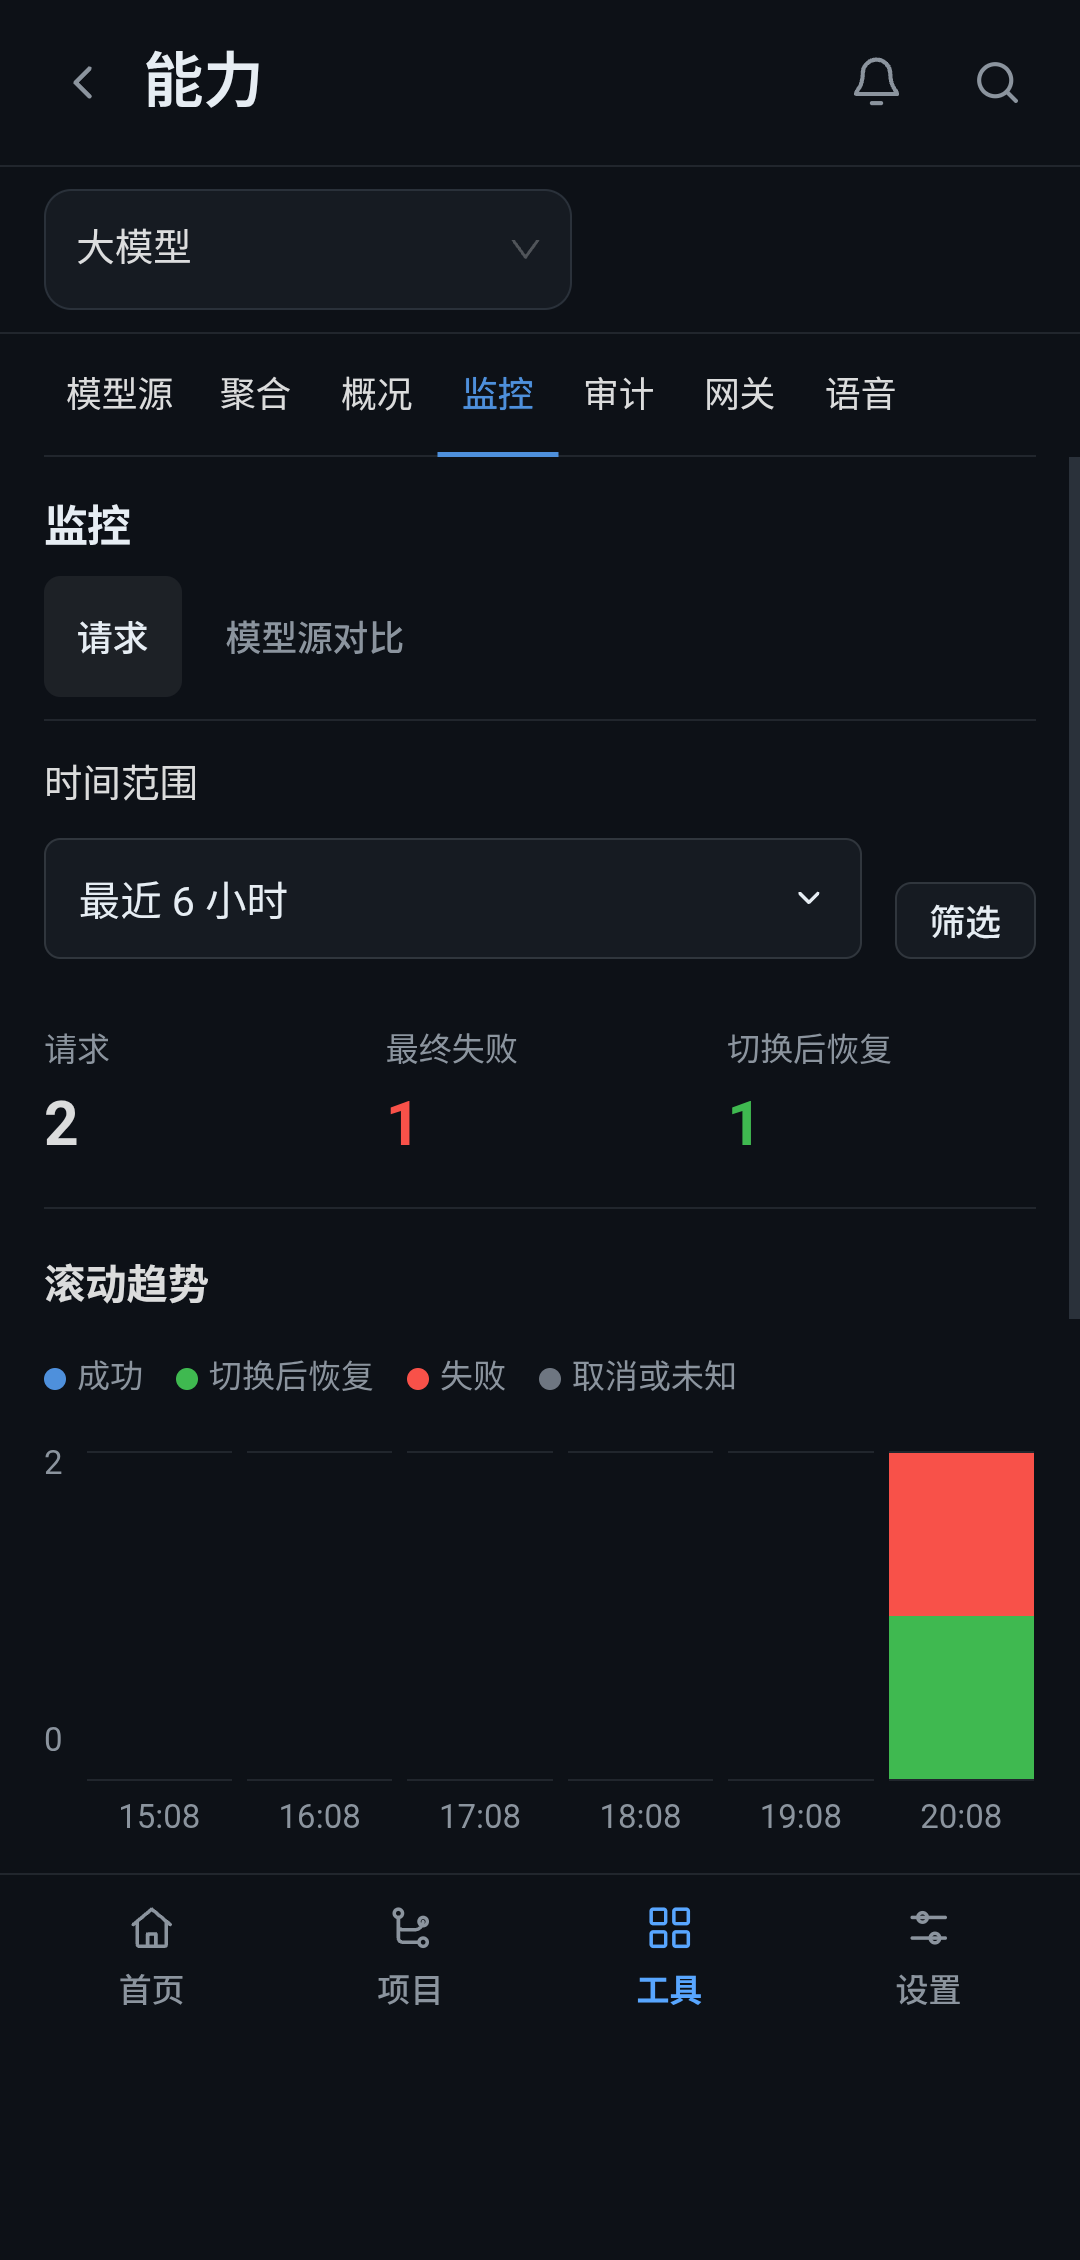 能力
大模型
模型源 聚合 概况 监控 审计 网关 语音
监控
请求 模型源对比
时间范围
最近 6 小时
筛选
请求 最终失败 切换后恢复
2 1 1
滚动趋势
成功 切换后恢复 失败 取消或未知
2
0
15:08 16:08 17:08 18:08 19:08 20:08
首页 项目 工具 设置